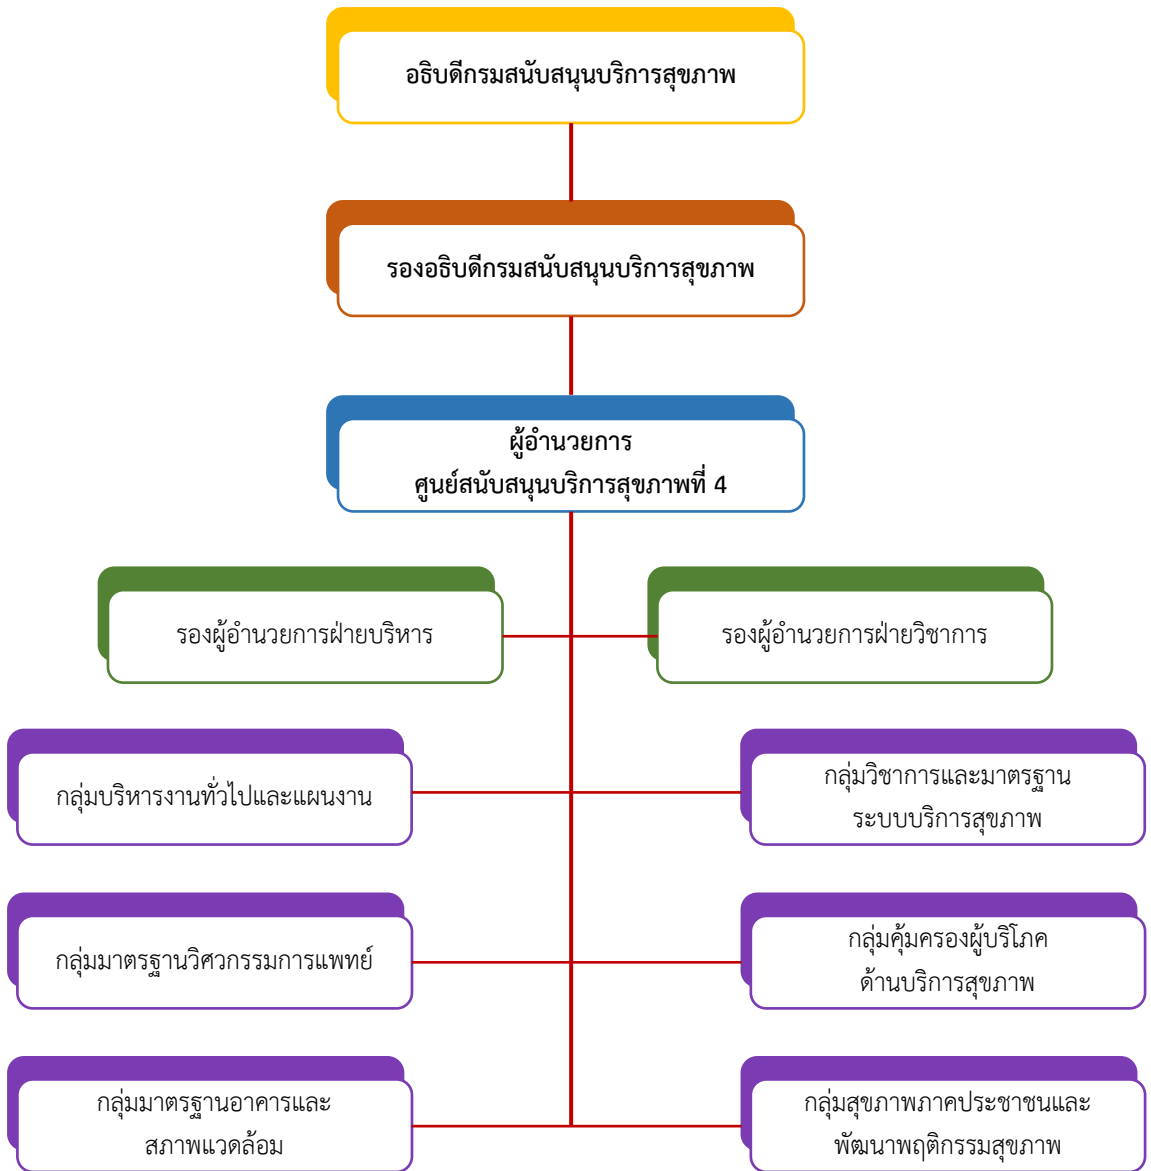 อธิบดีกรมสนับสนุนบริการสุขภาพ
รองอธิบดีกรมสนับสนุนบริการสุขภาพ
ผู้อำนวยการ
ศูนย์สนับสนุนบริการสุขภาพที่ 4
รองผู้อำนวยการฝ่ายบริหาร
รองผู้อำนวยการฝ่ายวิชาการ
กลุ่มบริหารงานทั่วไปและแผนงาน
กลุ่มวิชาการและมาตรฐาน
ระบบบริการสุขภาพ
กลุ่มมาตรฐานวิศวกรรมการแพทย์
กลุ่มคุ้มครองผู้บริโภค
ด้านบริการสุขภาพ
กลุ่มมาตรฐานอาคารและ
สภาพแวดล้อม
กลุ่มสุขภาพภาคประชาชนและ
พัฒนาพฤติกรรมสุขภาพ